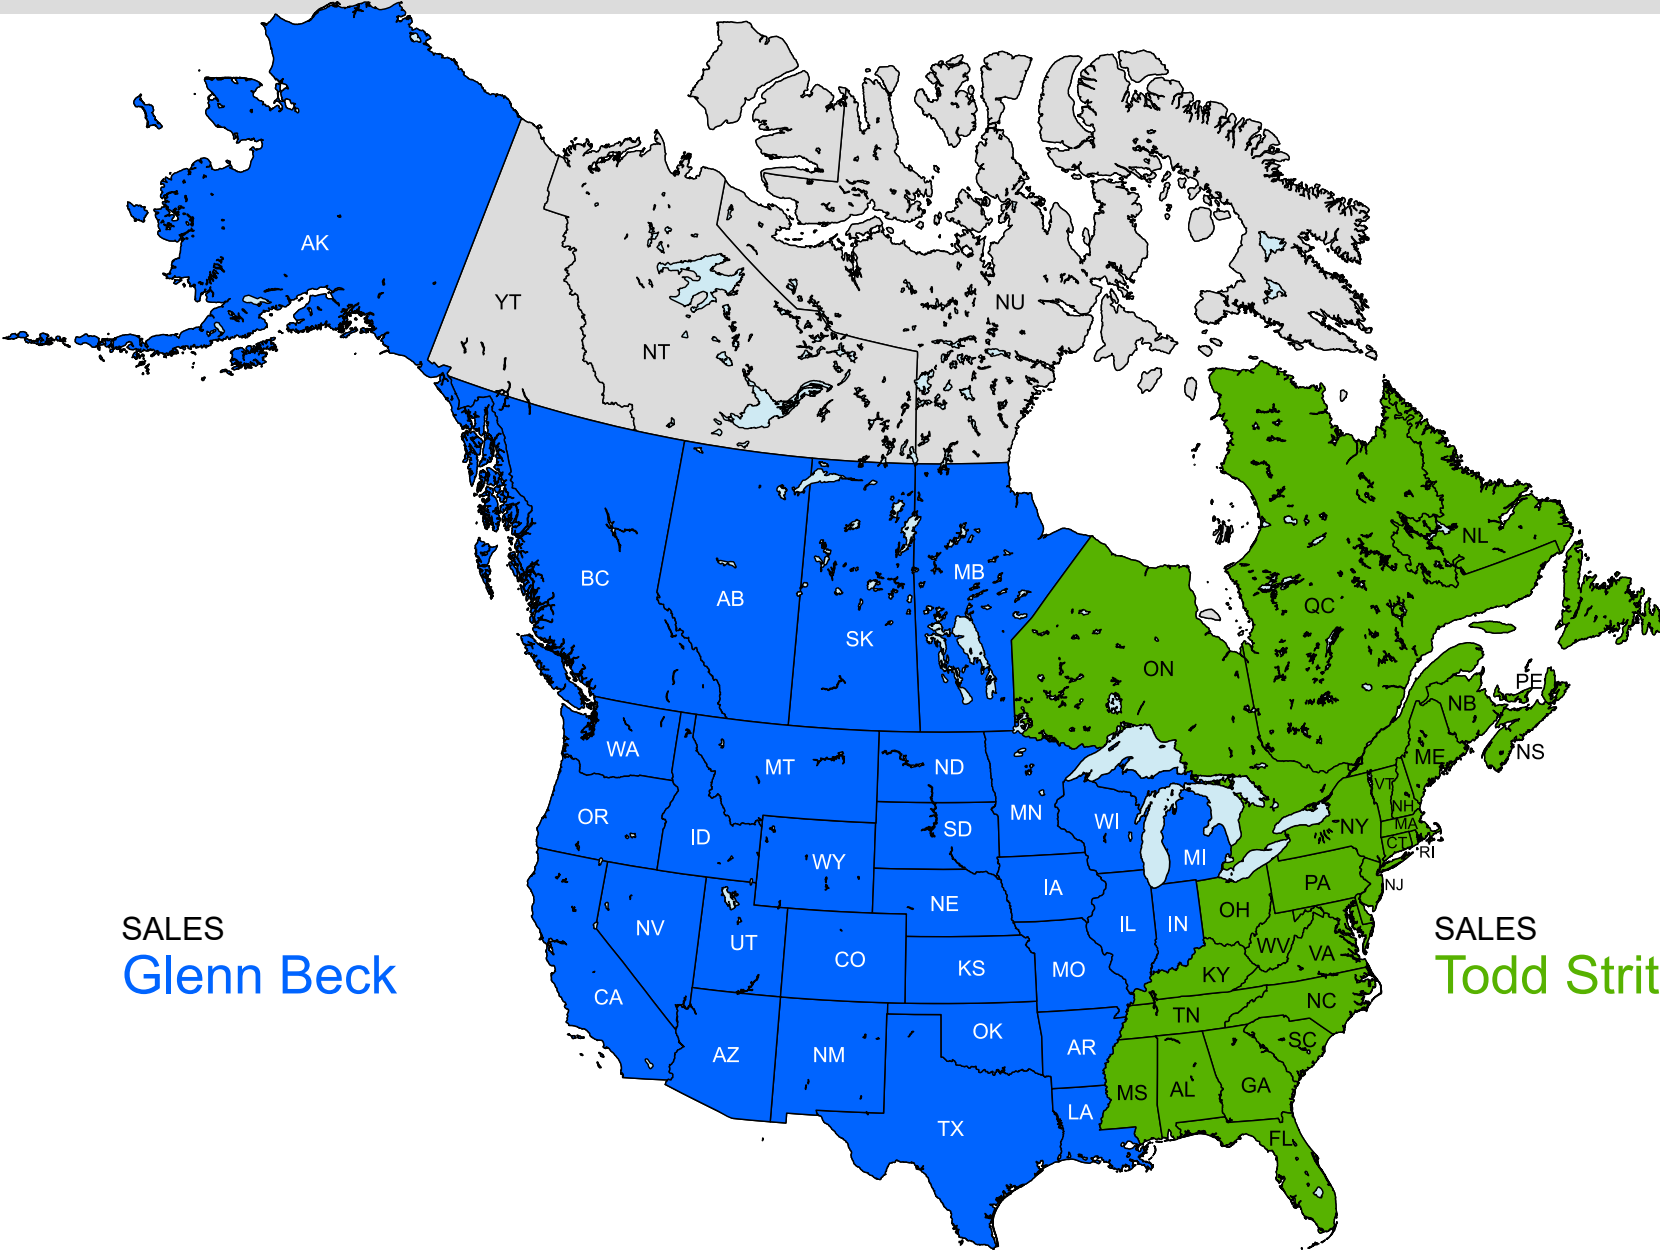 AK
YT
NU
NT
NL
BC
MB
AB
QC
SK
ON
PE
NB
WA
NS
ME
MT
ND
VT
NH
OR
MN
WI
MA
NY
ID
SD
CT
RI
WY
MI
PA
NJ
IA
NE
OH
IL
IN
NV
SALES
SALES
UT
WV
VA
CO
KS
MO
KY
Glenn Beck
Todd Strit
CA
NC
TN
OK
SC
AR
AZ
NM
GA
AL
MS
LA
TX
FL